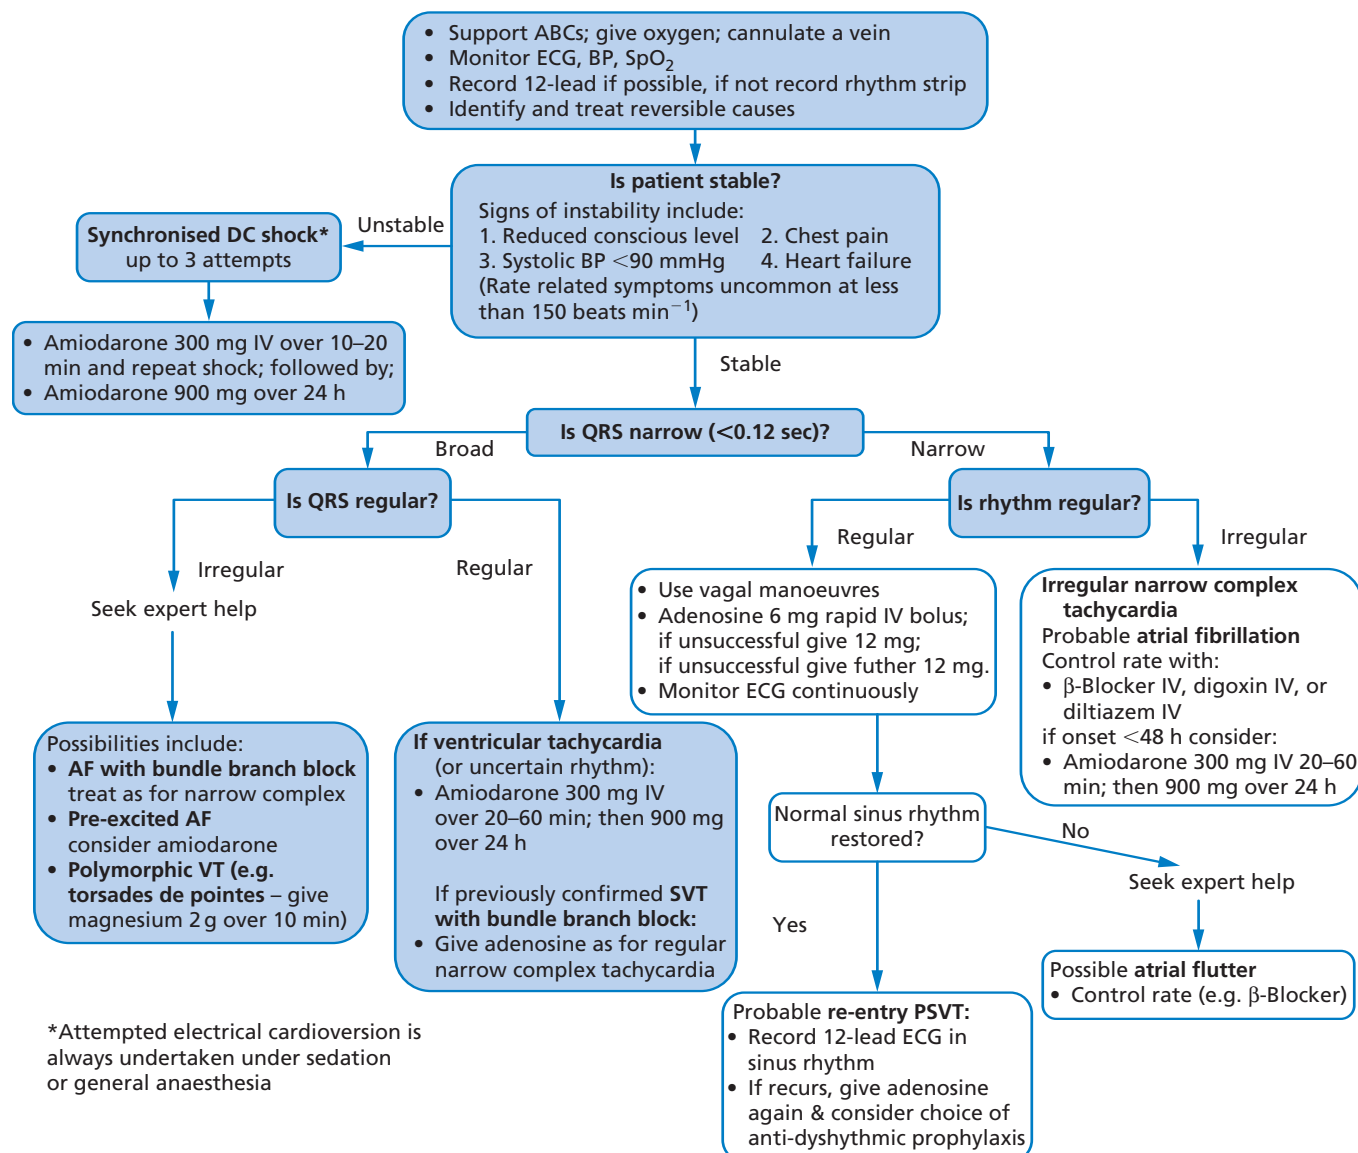 • Support ABCs; give oxygen; cannulate a vein
• Monitor ECG, BP, SpO₂
• Record 12-lead if possible, if not record rhythm strip
• Identify and treat reversible causes
Is patient stable?
Signs of instability include:
1. Reduced conscious level 2. Chest pain
3. Systolic BP <90 mmHg 4. Heart failure
(Rate related symptoms uncommon at less
than 150 beats min⁻¹)
Unstable
Synchronised DC shock*
up to 3 attempts
• Amiodarone 300 mg IV over 10–20
min and repeat shock; followed by;
• Amiodarone 900 mg over 24 h
Stable
Is QRS narrow (<0.12 sec)?
Broad
Narrow
Is QRS regular?
Is rhythm regular?
Irregular
Seek expert help
Regular
Possibilities include:
• AF with bundle branch block
treat as for narrow complex
• Pre-excited AF
consider amiodarone
• Polymorphic VT (e.g.
torsades de pointes – give
magnesium 2 g over 10 min)
If ventricular tachycardia
(or uncertain rhythm):
• Amiodarone 300 mg IV
over 20–60 min; then 900 mg
over 24 h
If previously confirmed SVT
with bundle branch block:
• Give adenosine as for regular
narrow complex tachycardia
Regular
Irregular
• Use vagal manoeuvres
• Adenosine 6 mg rapid IV bolus;
if unsuccessful give 12 mg;
if unsuccessful give futher 12 mg.
• Monitor ECG continuously
Irregular narrow complex
tachycardia
Probable atrial fibrillation
Control rate with:
• β-Blocker IV, digoxin IV, or
diltiazem IV
if onset <48 h consider:
• Amiodarone 300 mg IV 20–60
min; then 900 mg over 24 h
Normal sinus rhythm
restored?
No
Seek expert help
Yes
Possible atrial flutter
• Control rate (e.g. β-Blocker)
Probable re-entry PSVT:
• Record 12-lead ECG in
sinus rhythm
• If recurs, give adenosine
again & consider choice of
anti-dyshythmic prophylaxis
*Attempted electrical cardioversion is
always undertaken under sedation
or general anaesthesia